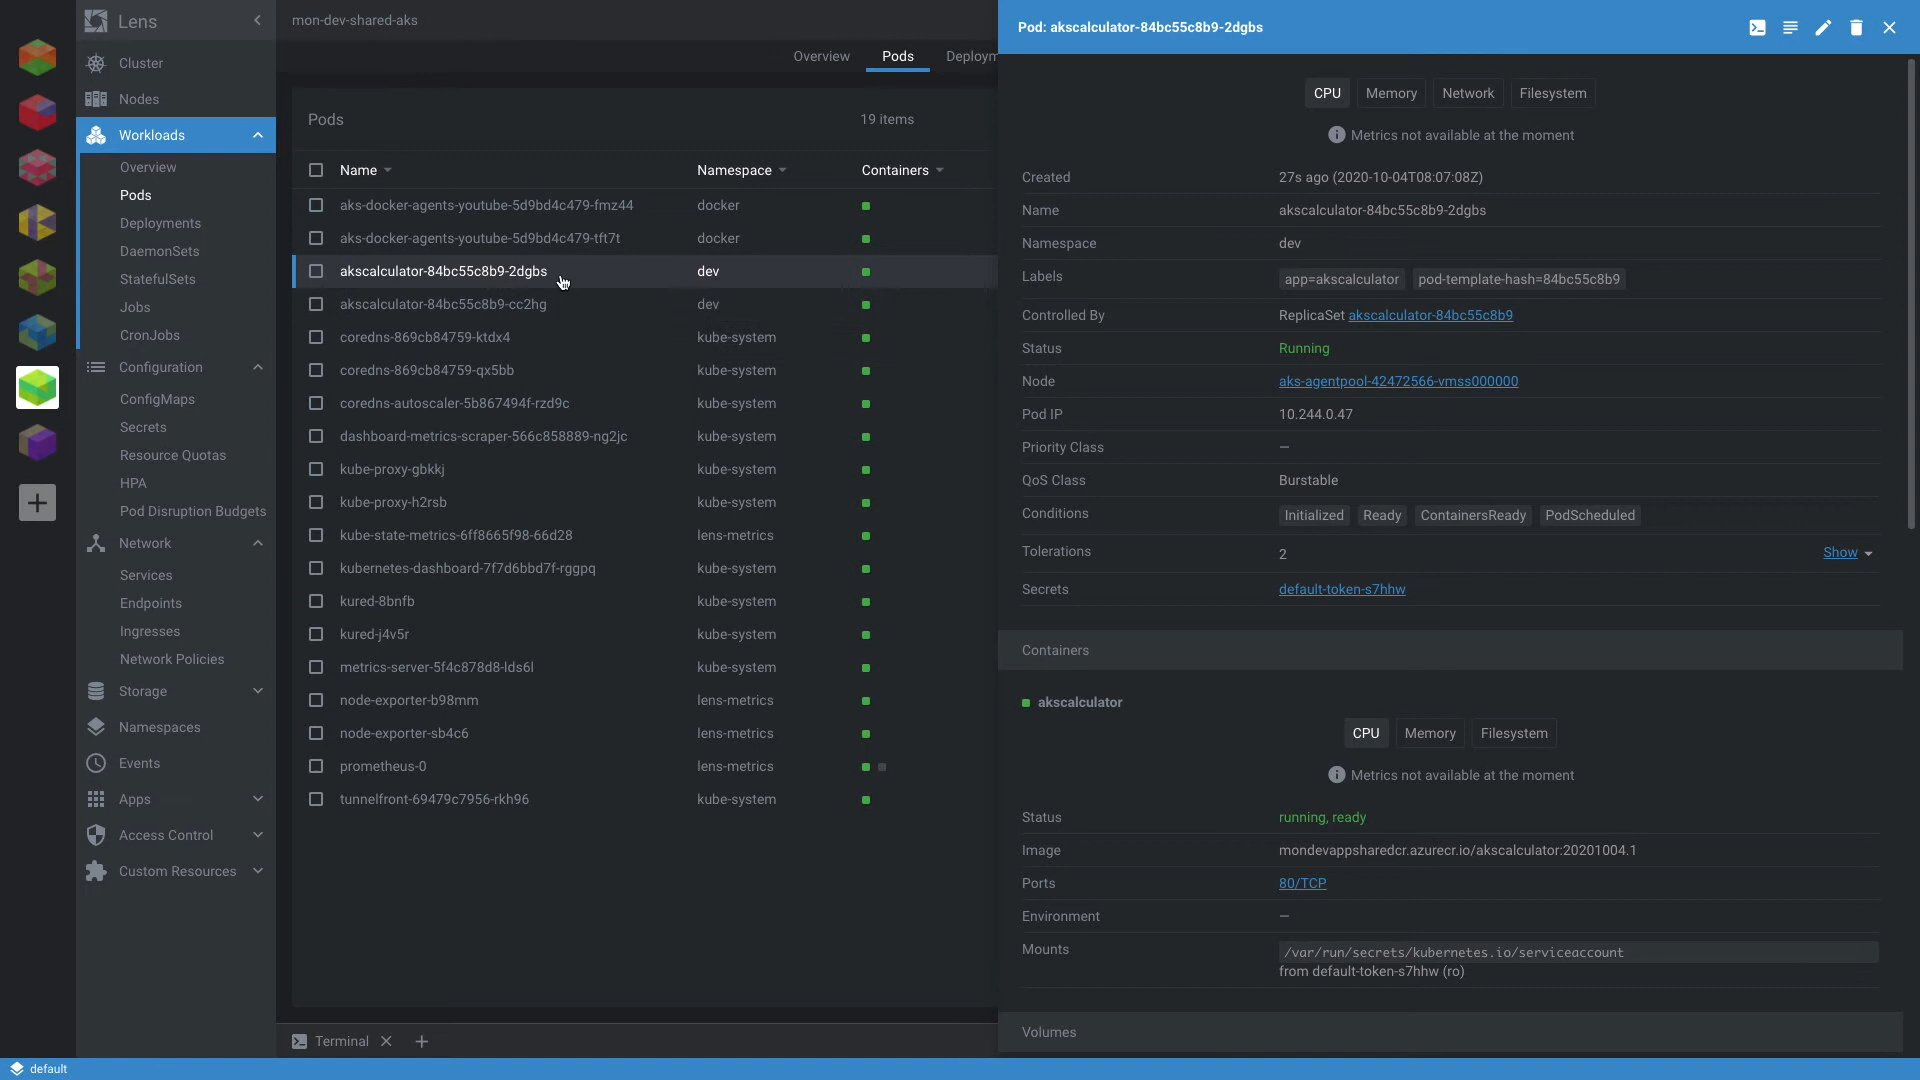 Lens
Cluster
Nodes
Workloads
Overview
Pods
Deployments
DaemonSets
StatefulSets
Jobs
CronJobs
Configuration
ConfigMaps
Secrets
Resource Quotas
HPA
Pod Disruption Budgets
Network
Services
Endpoints
Ingresses
Network Policies
Storage
Namespaces
Events
Apps
Access Control
Custom Resources
mon-dev-shared-aks
Overview Pods Deploym
Pods 19 items
Name Namespace Containers
aks-docker-agents-youtube-5d9bd4c479-fmz44 docker
aks-docker-agents-youtube-5d9bd4c479-tft7t docker
akscalculator-84bc55c8b9-2dgbs dev
akscalculator-84bc55c8b9-cc2hg dev
coredns-869cb84759-ktdx4 kube-system
coredns-869cb84759-qx5bb kube-system
coredns-autoscaler-5b867494f-rzd9c kube-system
dashboard-metrics-scraper-566c858889-ng2jc kube-system
kube-proxy-gbkkj kube-system
kube-proxy-h2rsb kube-system
kube-state-metrics-6ff8665f98-66d28 lens-metrics
kubernetes-dashboard-7f7d6bbd7f-rggpq kube-system
kured-8bnfb kube-system
kured-j4v5r kube-system
metrics-server-5f4c878d8-lds6l kube-system
node-exporter-b98mm lens-metrics
node-exporter-sb4c6 lens-metrics
prometheus-0 lens-metrics
tunnelfront-69479c7956-rkh96 kube-system
Terminal
default
Pod: akscalculator-84bc55c8b9-2dgbs
CPU Memory Network Filesystem
Metrics not available at the moment
Created 27s ago (2020-10-04T08:07:08Z)
Name akscalculator-84bc55c8b9-2dgbs
Namespace dev
Labels app=akscalculator pod-template-hash=84bc55c8b9
Controlled By ReplicaSet akscalculator-84bc55c8b9
Status Running
Node aks-agentpool-42472566-vmss000000
Pod IP 10.244.0.47
Priority Class —
QoS Class Burstable
Conditions Initialized Ready ContainersReady PodScheduled
Tolerations 2 Show
Secrets default-token-s7hhw
Containers
akscalculator
CPU Memory Filesystem
Metrics not available at the moment
Status running, ready
Image mondevappsharedcr.azurecr.io/akscalculator:20201004.1
Ports 80/TCP
Environment —
Mounts /var/run/secrets/kubernetes.io/serviceaccount
from default-token-s7hhw (ro)
Volumes